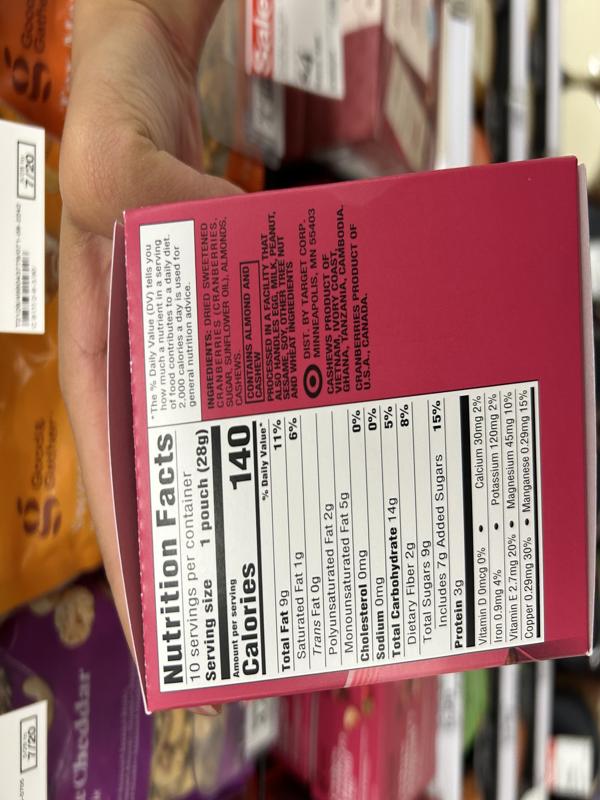 Nutrition Facts
10 servings per container
Serving size 1 pouch (28g)
Amount per serving
Calories 140
% Daily Value*
Total Fat 9g 11%
Saturated Fat 1g 6%
Trans Fat 0g
Polyunsaturated Fat 2g
Monounsaturated Fat 5g
Cholesterol 0mg 0%
Sodium 0mg 0%
Total Carbohydrate 14g 5%
Dietary Fiber 2g 8%
Total Sugars 9g
Includes 7g Added Sugars 15%
Protein 3g
Vitamin D 0mcg 0% • Calcium 30mg 2%
Iron 0.9mg 4% • Potassium 120mg 2%
Vitamin E 2.7mg 20% • Magnesium 45mg 10%
Copper 0.29mg 30% • Manganese 0.29mg 15%
*The % Daily Value (DV) tells you
how much a nutrient in a serving
of food contributes to a daily diet.
2,000 calories a day is used for
general nutrition advice.
INGREDIENTS: DRIED SWEETENED
CRANBERRIES (CRANBERRIES,
SUGAR, SUNFLOWER OIL), ALMONDS,
CASHEWS.
CONTAINS ALMOND AND
CASHEW
PROCESSED IN A FACILITY THAT
ALSO HANDLES EGG, MILK, PEANUT,
SESAME, SOY, OTHER TREE NUT
AND WHEAT INGREDIENTS
DIST. BY TARGET CORP.
MINNEAPOLIS, MN 55403
CASHEWS PRODUCT OF
VIETNAM, IVORY COAST,
GHANA, TANZANIA, CAMBODIA.
CRANBERRIES PRODUCT OF
U.S.A., CANADA.
Sale
7/20
7/20
Good &
Gather
Cheddar